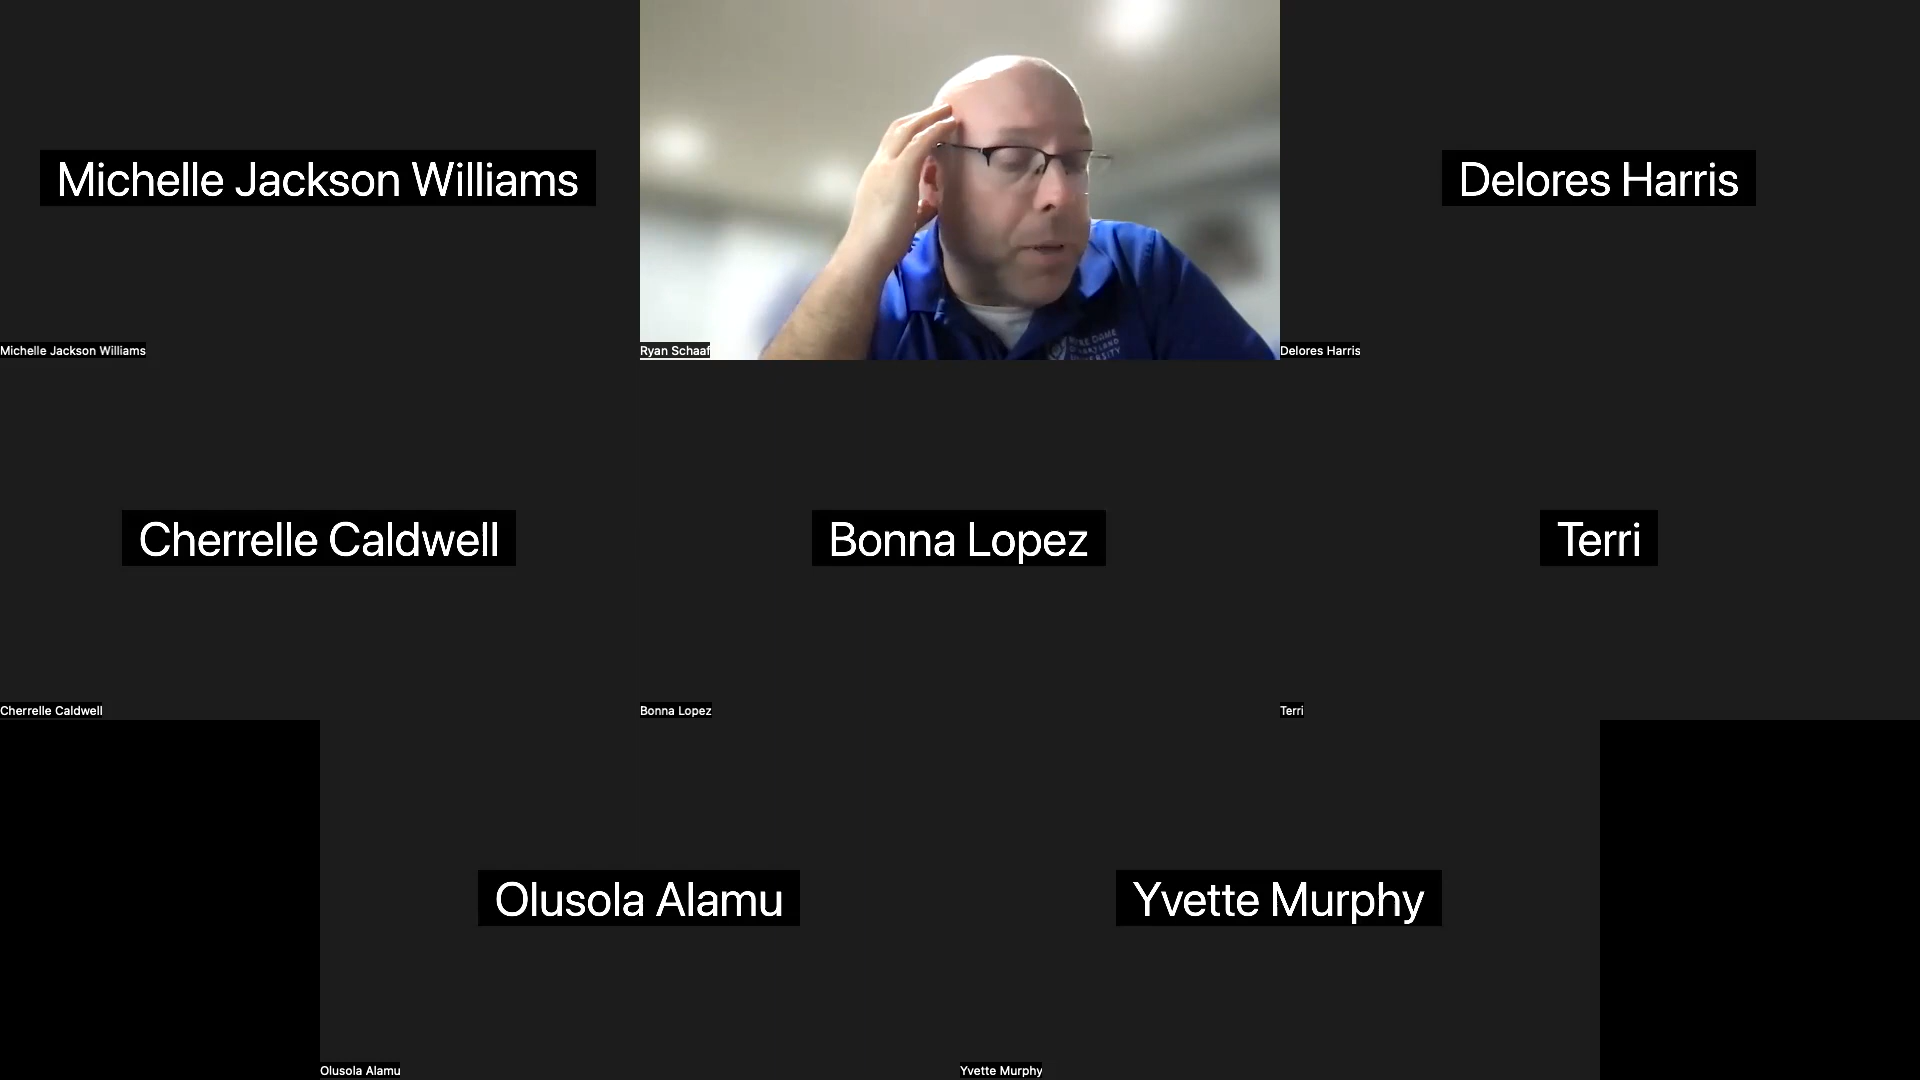 Michelle Jackson Williams
Delores Harris
Michelle Jackson Williams
Ryan Schaaf
DAME
Delores Harris
Cherrelle Caldwell
Bonna Lopez
Terri
Cherrelle Caldwell
Bonna Lopez
Terri
Olusola Alamu
Yvette Murphy
Olusola Alamu
Yvette Murphy